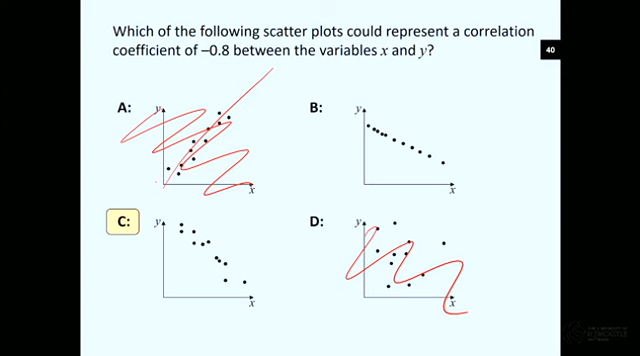 Which of the following scatter plots could represent a correlation
coefficient of –0.8 between the variables x and y?
40
A:
y
x
B:
y
x
C:
y
x
D:
y
x